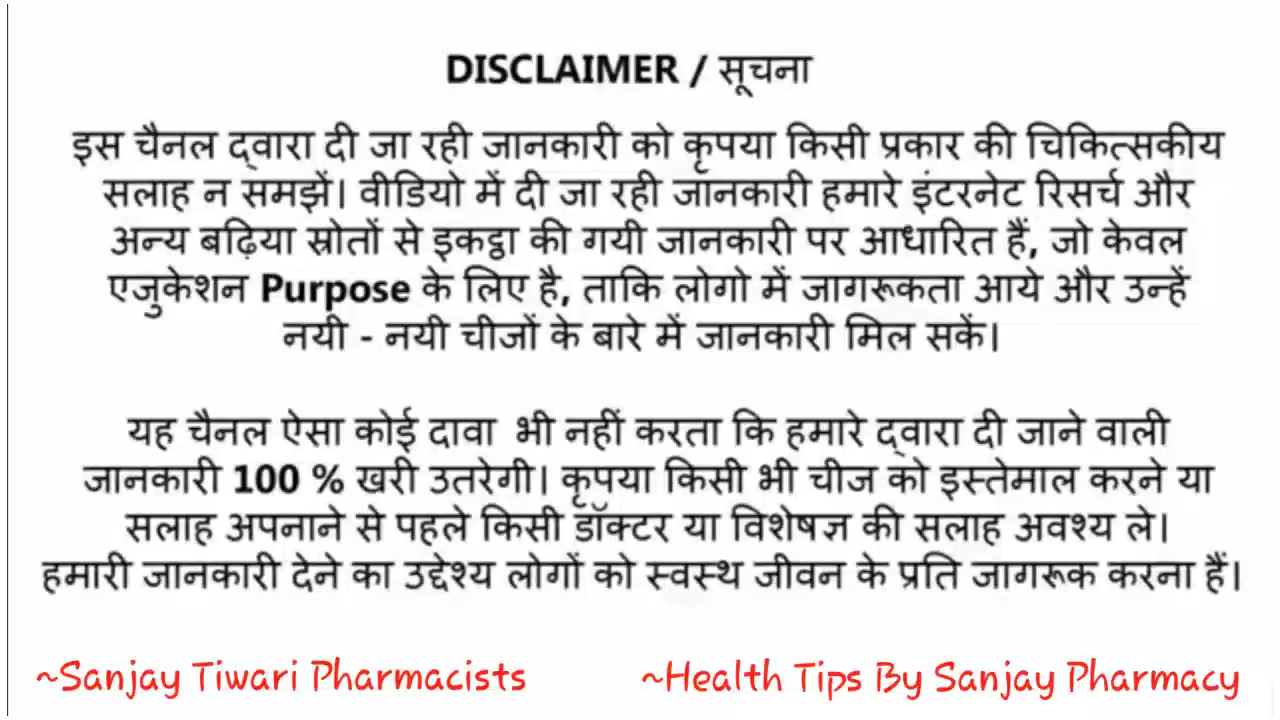 DISCLAIMER / सूचना
इस चैनल द्वारा दी जा रही जानकारी को कृपया किसी प्रकार की चिकित्सकीय
सलाह न समझें। वीडियो में दी जा रही जानकारी हमारे इंटरनेट रिसर्च और
अन्य बढ़िया स्रोतों से इकट्ठा की गयी जानकारी पर आधारित हैं, जो केवल
एजुकेशन Purpose के लिए है, ताकि लोगो में जागरूकता आये और उन्हें
नयी - नयी चीजों के बारे में जानकारी मिल सकें।
यह चैनल ऐसा कोई दावा भी नहीं करता कि हमारे द्वारा दी जाने वाली
जानकारी 100 % खरी उतरेगी। कृपया किसी भी चीज को इस्तेमाल करने या
सलाह अपनाने से पहले किसी डॉक्टर या विशेषज्ञ की सलाह अवश्य ले।
हमारी जानकारी देने का उद्देश्य लोगों को स्वस्थ जीवन के प्रति जागरूक करना हैं।
~Sanjay Tiwari Pharmacists
~Health Tips By Sanjay Pharmacy